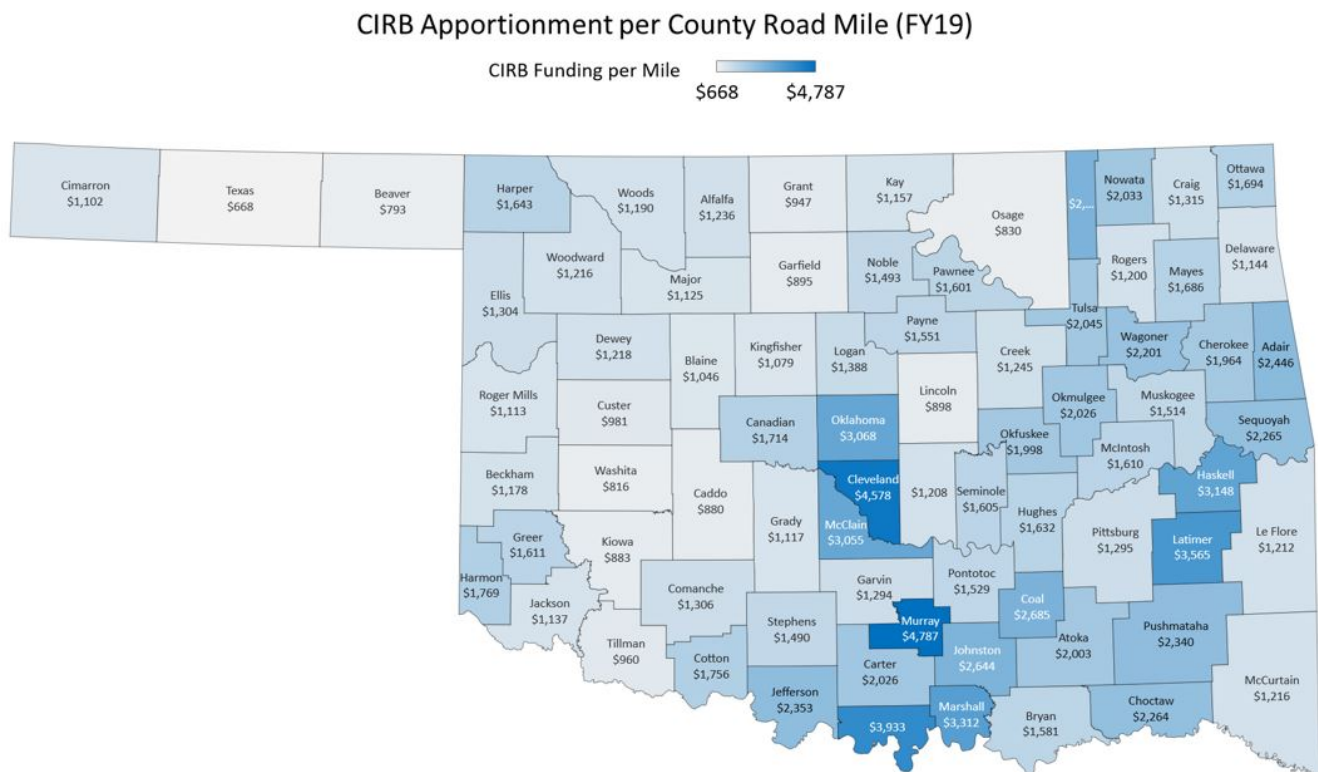 CIRB Apportionment per County Road Mile (FY19)
CIRB Funding per Mile
$668 $4,787
Cimarron
$1,102
Texas
$668
Beaver
$793
Harper
$1,643
Woods
$1,190
Alfalfa
$1,236
Grant
$947
Kay
$1,157
Osage
$830
$2,...
Nowata
$2,033
Craig
$1,315
Ottawa
$1,694
Ellis
$1,304
Woodward
$1,216
Major
$1,125
Garfield
$895
Noble
$1,493
Pawnee
$1,601
Rogers
$1,200
Mayes
$1,686
Delaware
$1,144
Dewey
$1,218
Blaine
$1,046
Kingfisher
$1,079
Logan
$1,388
Payne
$1,551
Creek
$1,245
Tulsa
$2,045
Wagoner
$2,201
Cherokee
$1,964
Adair
$2,446
Roger Mills
$1,113
Custer
$981
Canadian
$1,714
Oklahoma
$3,068
Lincoln
$898
Okfuskee
$1,998
Okmulgee
$2,026
Muskogee
$1,514
McIntosh
$1,610
Sequoyah
$2,265
Beckham
$1,178
Washita
$816
Caddo
$880
Grady
$1,117
Cleveland
$4,578
McClain
$3,055
$1,208
Seminole
$1,605
Hughes
$1,632
Pittsburg
$1,295
Haskell
$3,148
Latimer
$3,565
Le Flore
$1,212
Greer
$1,611
Harmon
$1,769
Kiowa
$883
Jackson
$1,137
Tillman
$960
Comanche
$1,306
Cotton
$1,756
Stephens
$1,490
Jefferson
$2,353
Garvin
$1,294
Murray
$4,787
Carter
$2,026
$3,933
Pontotoc
$1,529
Johnston
$2,644
Marshall
$3,312
Coal
$2,685
Atoka
$2,003
Bryan
$1,581
Pushmataha
$2,340
Choctaw
$2,264
McCurtain
$1,216